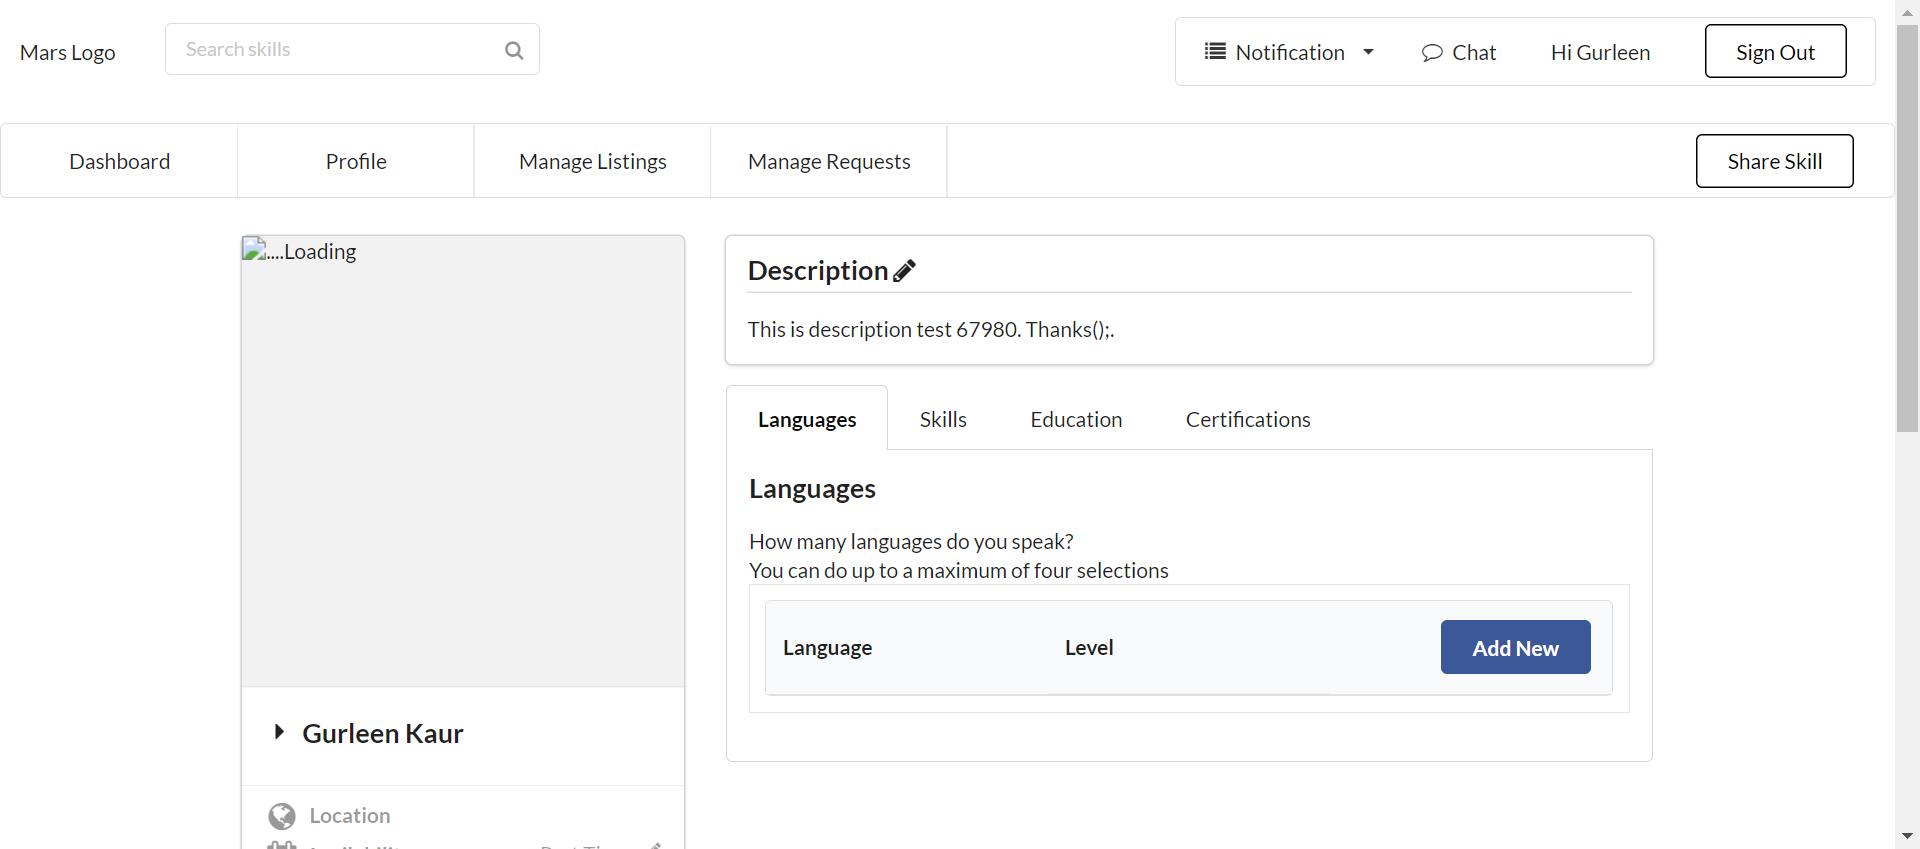 Mars Logo
Search skills
Notification
Chat
Hi Gurleen
Sign Out
Dashboard
Profile
Manage Listings
Manage Requests
Share Skill
....Loading
Description
This is description test 67980. Thanks();.
Languages
Skills
Education
Certifications
Languages
How many languages do you speak?
You can do up to a maximum of four selections
Language
Level
Add New
Gurleen Kaur
Location